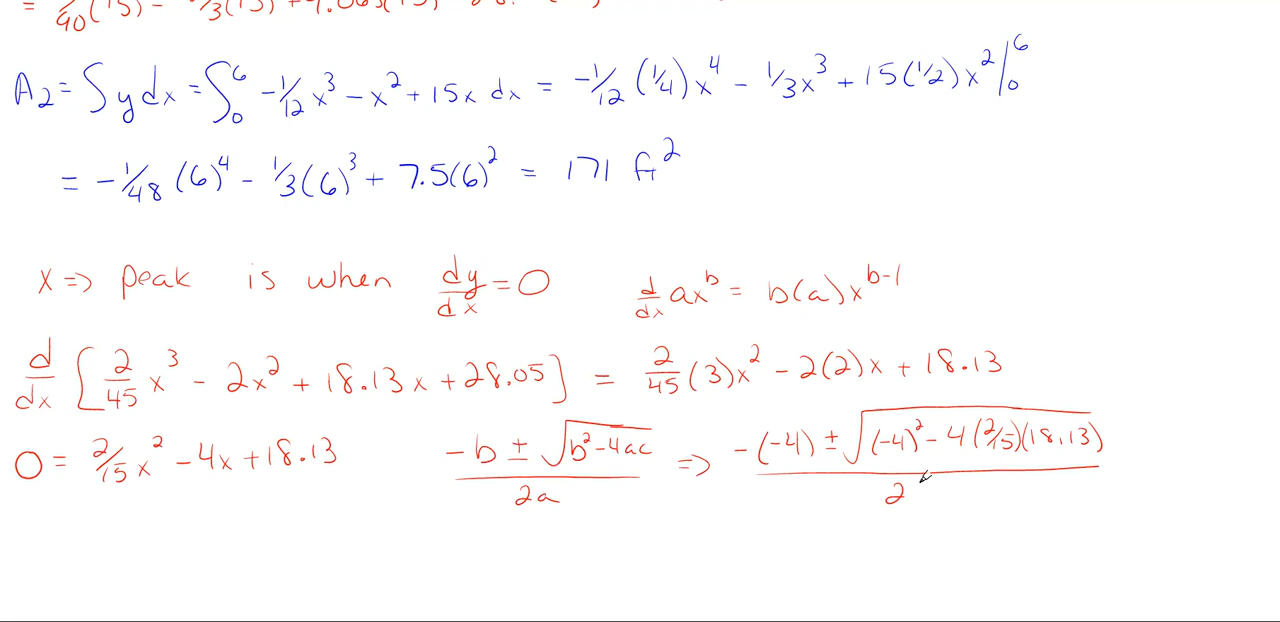 A2 = ∫ y dx = ∫₀⁶ -1/12 x³ - x² + 15x dx = -1/12 (1/4) x⁴ - 1/3 x³ + 15(1/2) x² |₀⁶
= -1/48 (6)⁴ - 1/3 (6)³ + 7.5(6)² = 171 ft²
x => peak is when dy/dx = 0 d/dx ax^b = b(a)x^(b-1)
d/dx [2/45 x³ - 2x² + 18.13x + 28.05] = 2/45 (3)x² - 2(2)x + 18.13
0 = 2/15 x² - 4x + 18.13 -b ± √(b² - 4ac) / 2a => -(-4) ± √((-4)² - 4(2/5)(18.13)) / 2